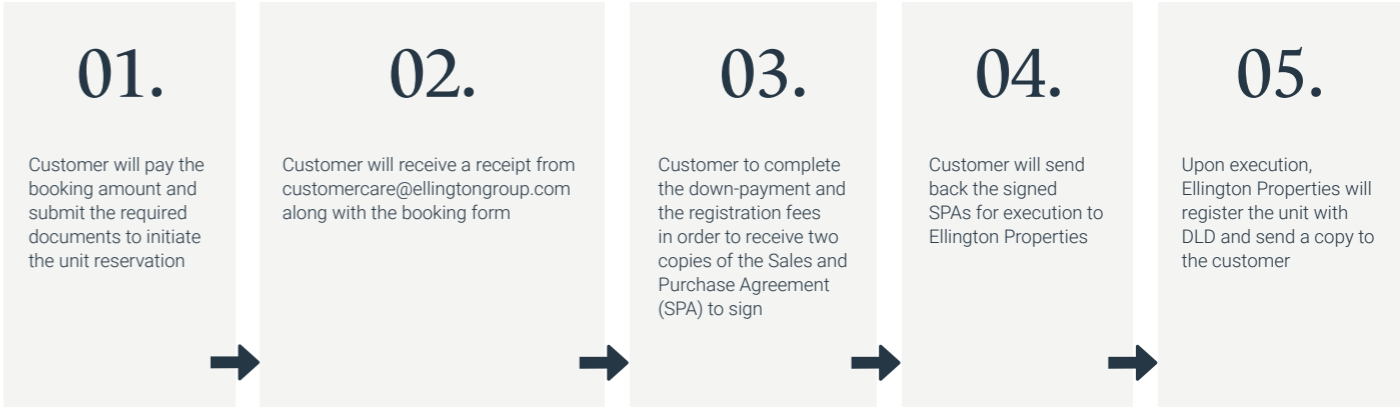 01.
Customer will pay the
booking amount and
submit the required
documents to initiate
the unit reservation
02.
Customer will receive a receipt from
customercare@ellingtongroup.com
along with the booking form
03.
Customer to complete
the down-payment and
the registration fees
in order to receive two
copies of the Sales and
Purchase Agreement
(SPA) to sign
04.
Customer will send
back the signed
SPAs for execution to
Ellington Properties
05.
Upon execution,
Ellington Properties will
register the unit with
DLD and send a copy to
the customer